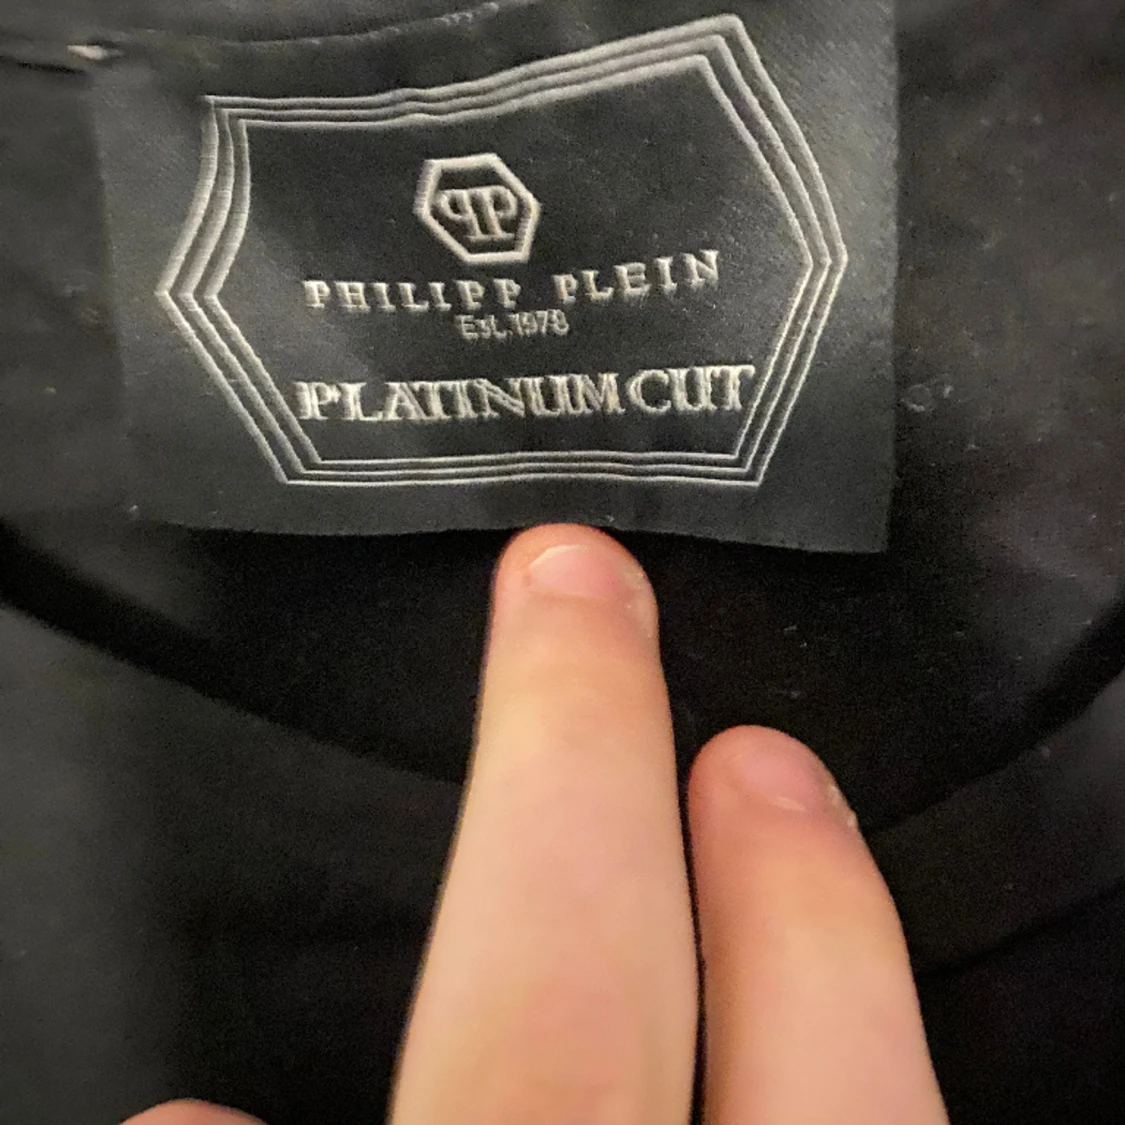 PP
PHILIPP PLEIN
Est.1978
PLATINUM CUT